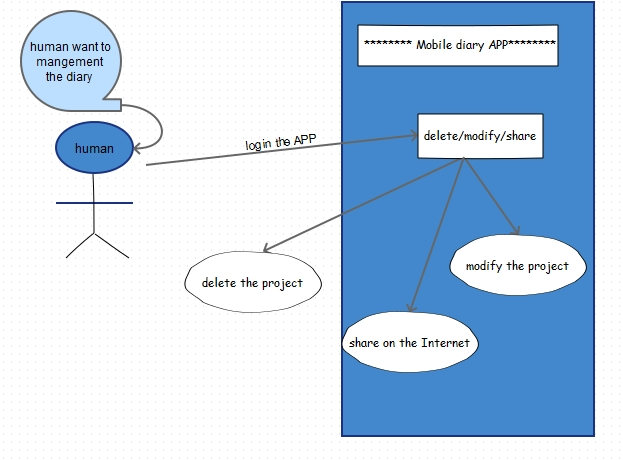 human want to
mangement
the diary
******** Mobile diary APP********
human
login the APP
delete/modify/share
delete the project
modify the project
share on the Internet